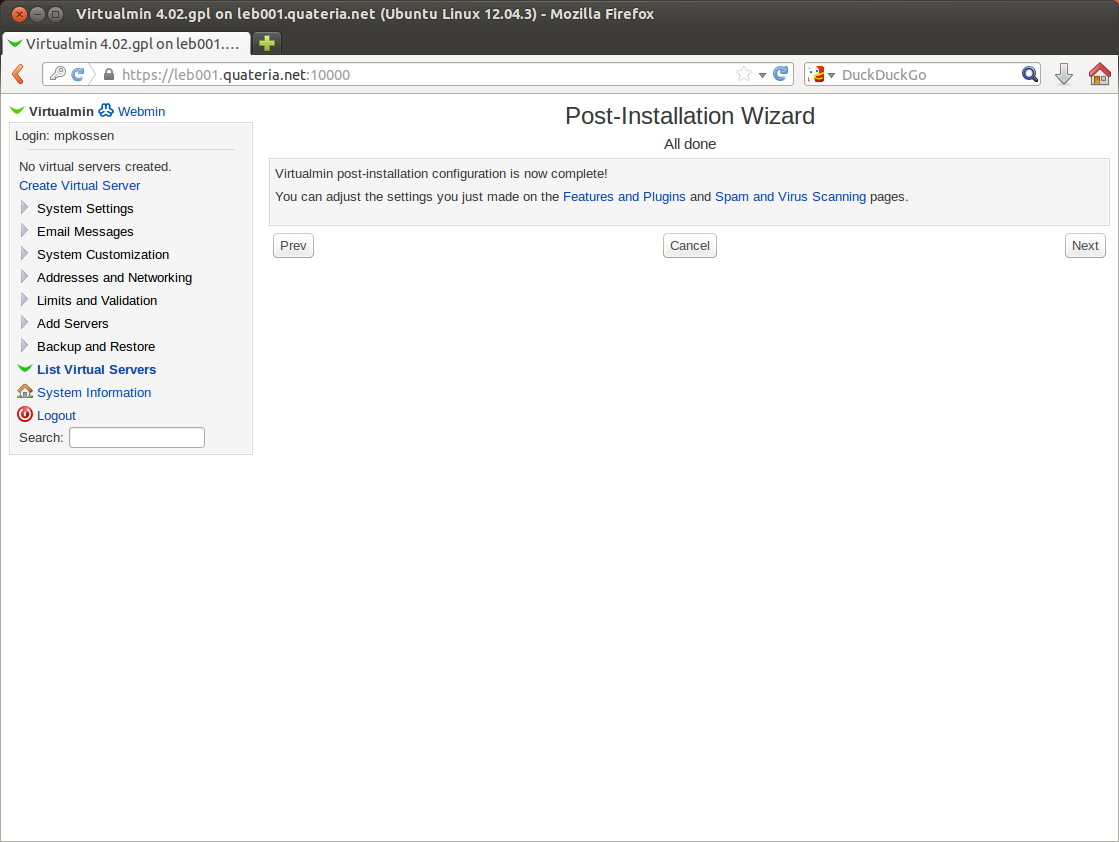 Virtualmin 4.02.gpl on leb001.quateria.net (Ubuntu Linux 12.04.3) - Mozilla Firefox
Virtualmin 4.02.gpl on leb001....
https://leb001.quateria.net:10000
DuckDuckGo
Virtualmin Webmin
Login: mpkossen
No virtual servers created.
Create Virtual Server
System Settings
Email Messages
System Customization
Addresses and Networking
Limits and Validation
Add Servers
Backup and Restore
List Virtual Servers
System Information
Logout
Search:
Post-Installation Wizard
All done
Virtualmin post-installation configuration is now complete!
You can adjust the settings you just made on the Features and Plugins and Spam and Virus Scanning pages.
Prev Cancel Next